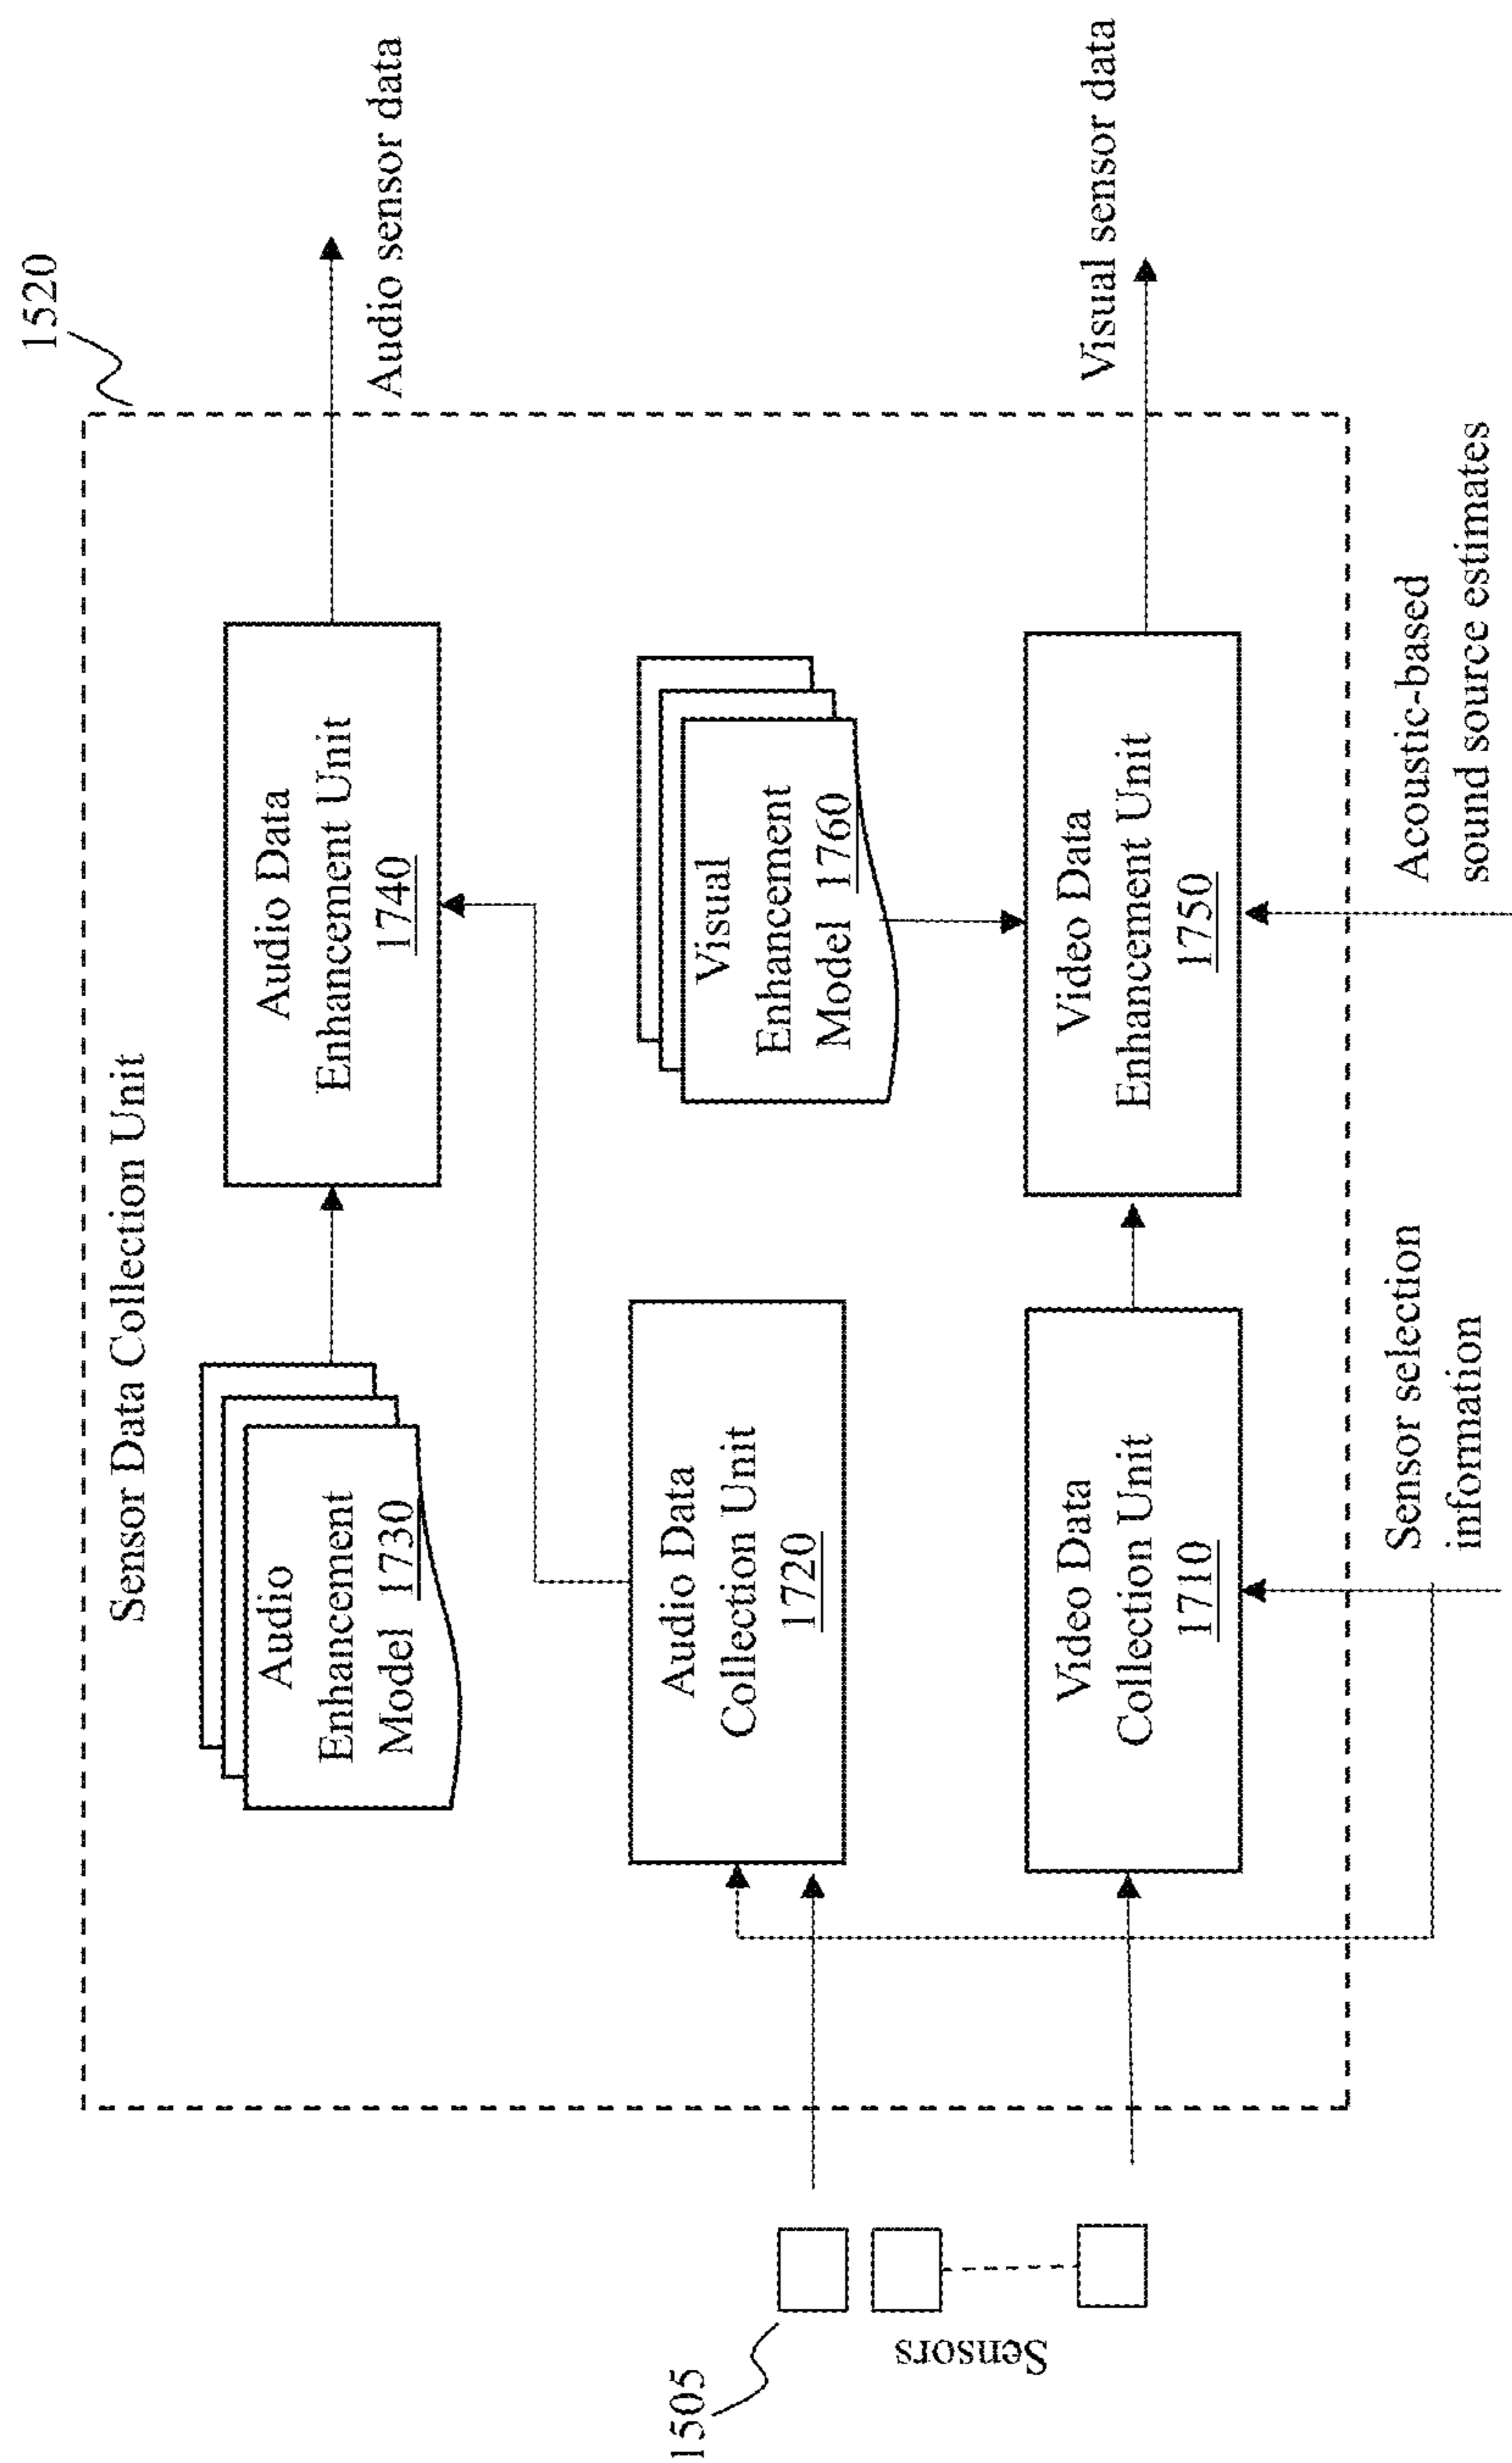 1520
Sensor Data Collection Unit
Audio
Enhancement
Model 1730
Audio Data
Enhancement Unit
1740
Audio sensor data
Audio Data
Collection Unit
1720
Visual
Enhancement
Model 1760
1505
Sensors
Video Data
Collection Unit
1710
Video Data
Enhancement Unit
1750
Visual sensor data
Sensor selection
information
Acoustic-based
sound source estimates